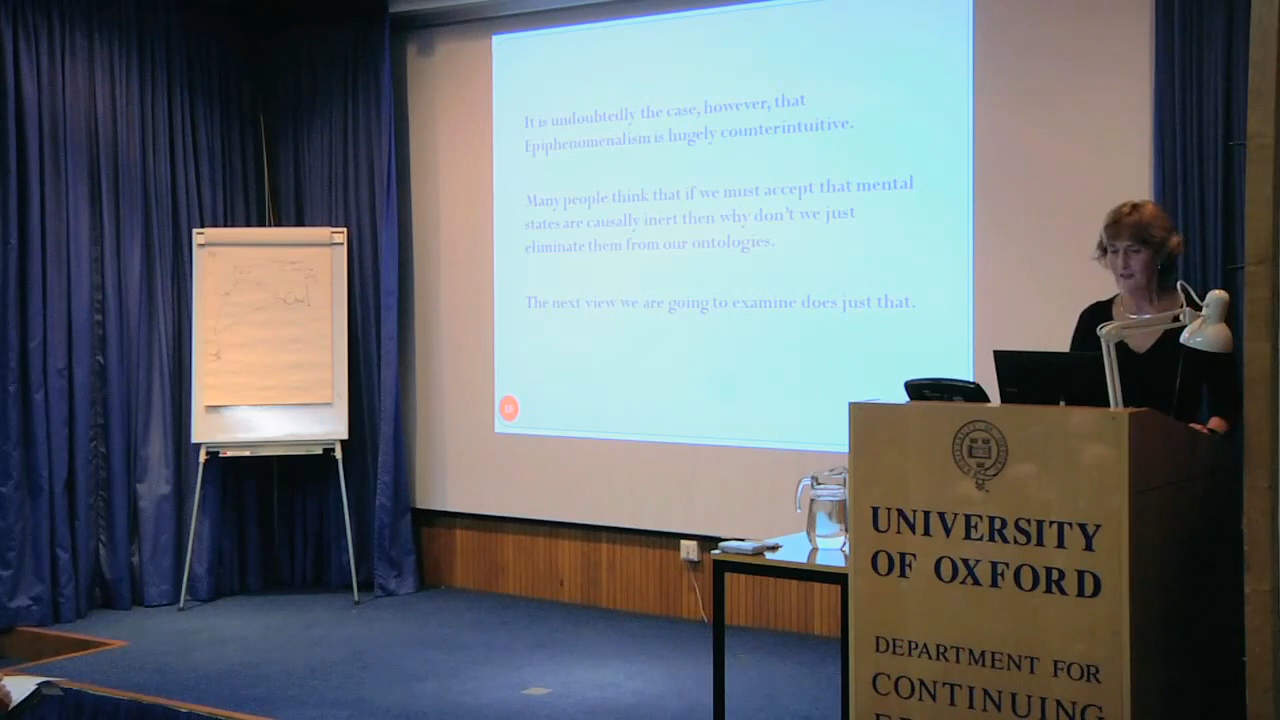 It is undoubtedly the case, however, that
Epiphenomenalism is hugely counterintuitive.
Many people think that if we must accept that mental
states are causally inert then why don't we just
eliminate them from our ontologies.
The next view we are going to examine does just that.
18
UNIVERSITY
OF OXFORD
DEPARTMENT FOR
CONTINUING